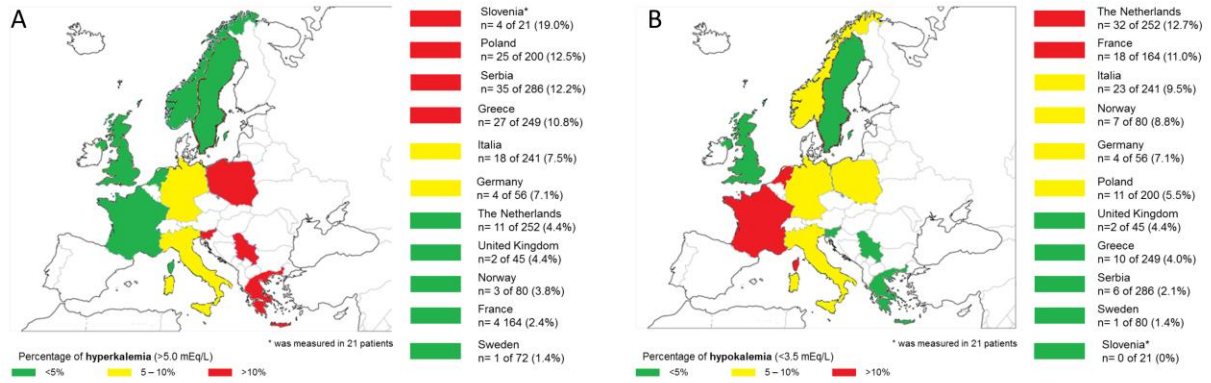 A
Slovenia*
n= 4 of 21 (19.0%)
Poland
n= 25 of 200 (12.5%)
Serbia
n= 35 of 286 (12.2%)
Greece
n= 27 of 249 (10.8%)
Italia
n= 18 of 241 (7.5%)
Germany
n= 4 of 56 (7.1%)
The Netherlands
n= 11 of 252 (4.4%)
United Kingdom
n=2 of 45 (4.4%)
Norway
n= 3 of 80 (3.8%)
France
n= 4 164 (2.4%)
Sweden
n= 1 of 72 (1.4%)
* was measured in 21 patients
Percentage of hyperkalemia (>5.0 mEq/L)
<5% 5 – 10% >10%
B
The Netherlands
n= 32 of 252 (12.7%)
France
n= 18 of 164 (11.0%)
Italia
n= 23 of 241 (9.5%)
Norway
n= 7 of 80 (8.8%)
Germany
n= 4 of 56 (7.1%)
Poland
n= 11 of 200 (5.5%)
United Kingdom
n= 2 of 45 (4.4%)
Greece
n= 10 of 249 (4.0%)
Serbia
n= 6 of 286 (2.1%)
Sweden
n= 1 of 80 (1.4%)
Slovenia*
n= 0 of 21 (0%)
* was measured in 21 patients
Percentage of hypokalemia (<3.5 mEq/L)
<5% 5 – 10% >10%